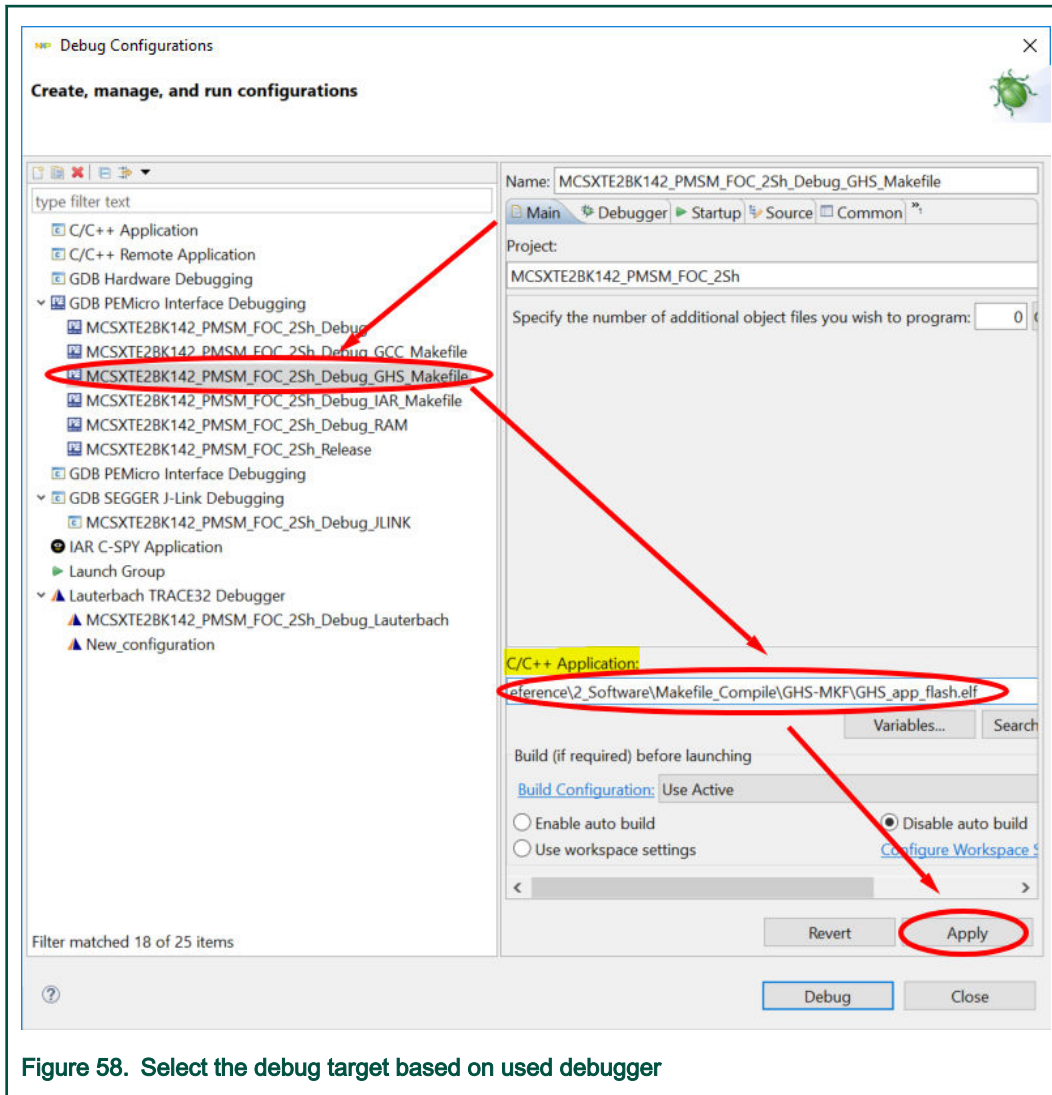 NXP Debug Configurations
Create, manage, and run configurations
type filter text
C/C++ Application
C/C++ Remote Application
GDB Hardware Debugging
GDB PEMicro Interface Debugging
MCSXTE2BK142_PMSM_FOC_2Sh_Debug
MCSXTE2BK142_PMSM_FOC_2Sh_Debug_GCC_Makefile
MCSXTE2BK142_PMSM_FOC_2Sh_Debug_GHS_Makefile
MCSXTE2BK142_PMSM_FOC_2Sh_Debug_IAR_Makefile
MCSXTE2BK142_PMSM_FOC_2Sh_Debug_RAM
MCSXTE2BK142_PMSM_FOC_2Sh_Release
GDB PEMicro Interface Debugging
GDB SEGGER J-Link Debugging
MCSXTE2BK142_PMSM_FOC_2Sh_Debug_JLINK
IAR C-SPY Application
Launch Group
Lauterbach TRACE32 Debugger
MCSXTE2BK142_PMSM_FOC_2Sh_Debug_Lauterbach
New_configuration
Filter matched 18 of 25 items
Name: MCSXTE2BK142_PMSM_FOC_2Sh_Debug_GHS_Makefile
Main Debugger Startup Source Common »1
Project:
MCSXTE2BK142_PMSM_FOC_2Sh
Specify the number of additional object files you wish to program: 0
C/C++ Application:
eference\2_Software\Makefile_Compile\GHS-MKF\GHS_app_flash.elf
Variables... Search
Build (if required) before launching
Build Configuration: Use Active
Enable auto build Disable auto build
Use workspace settings Configure Workspace S
Revert Apply
Debug Close
Figure 58. Select the debug target based on used debugger